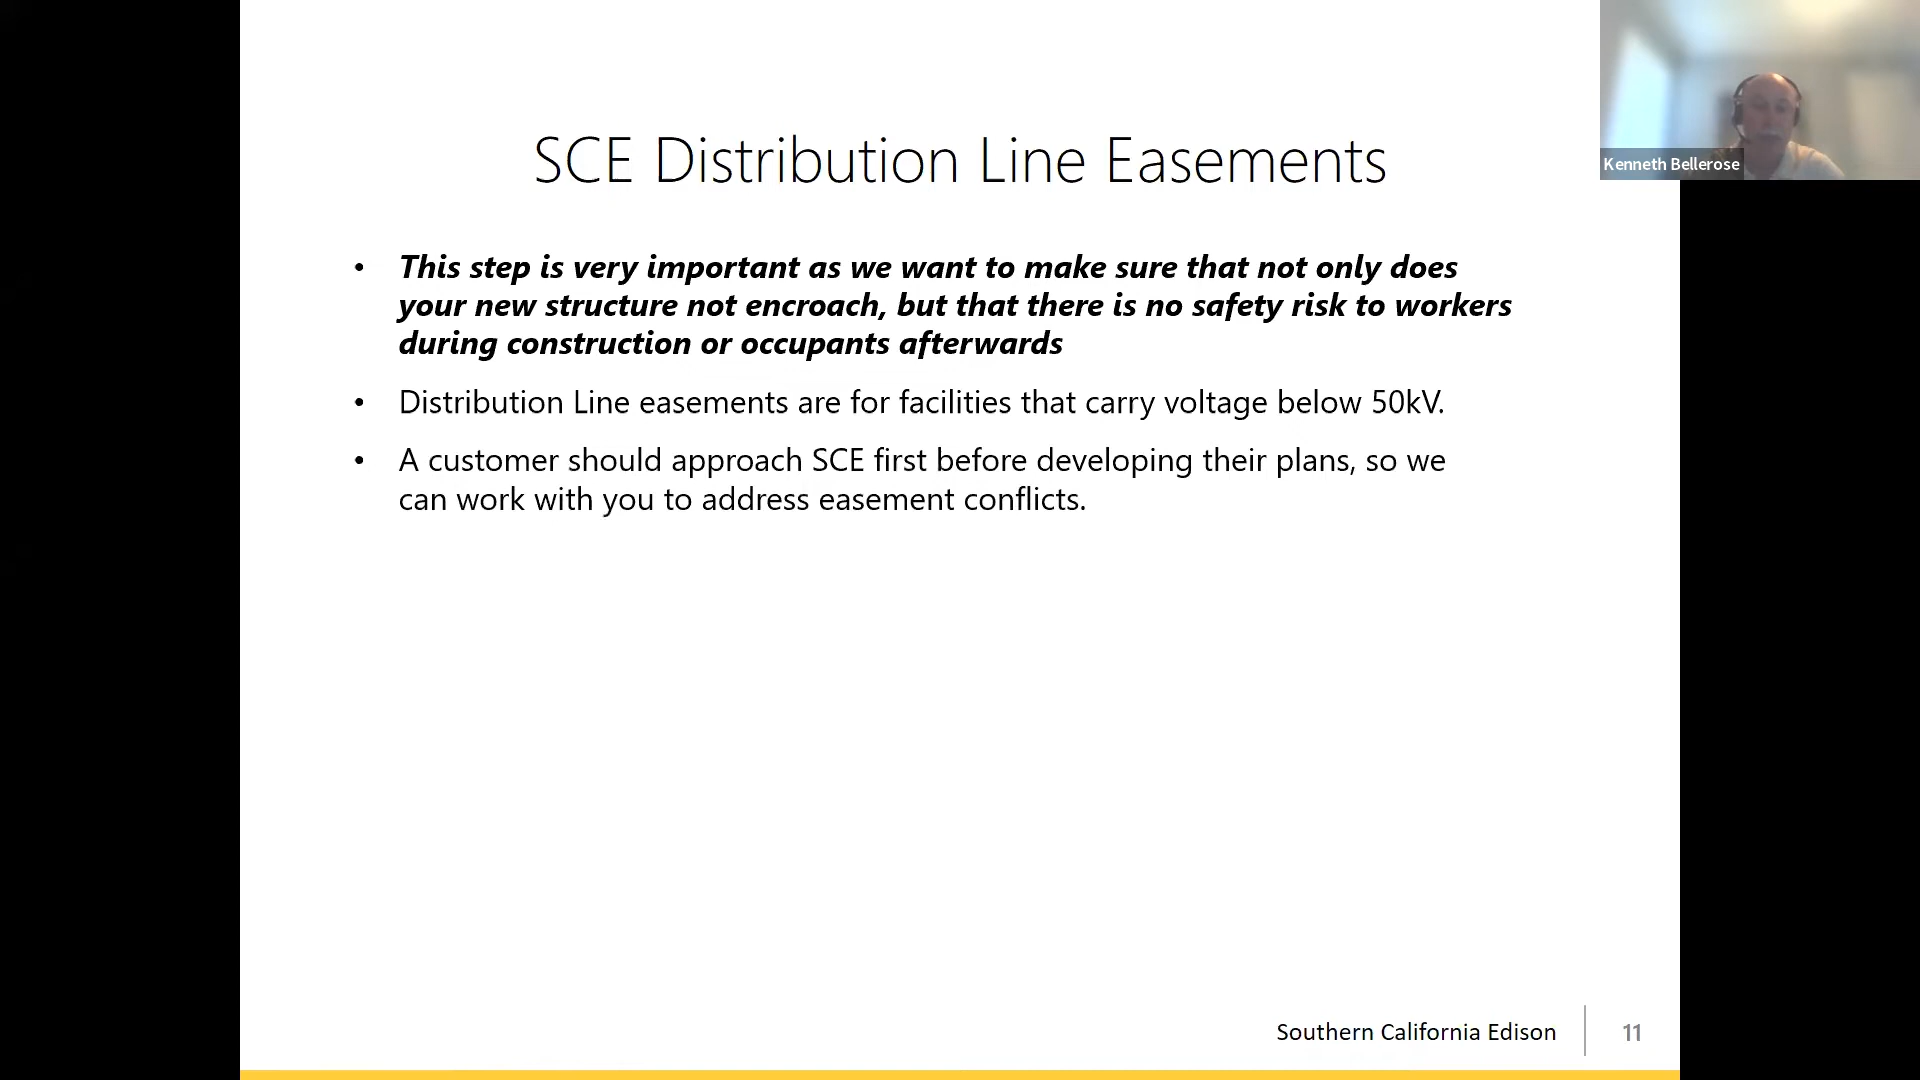 SCE Distribution Line Easements
Kenneth Bellerose
• This step is very important as we want to make sure that not only does
your new structure not encroach, but that there is no safety risk to workers
during construction or occupants afterwards
• Distribution Line easements are for facilities that carry voltage below 50kV.
• A customer should approach SCE first before developing their plans, so we
can work with you to address easement conflicts.
Southern California Edison
11